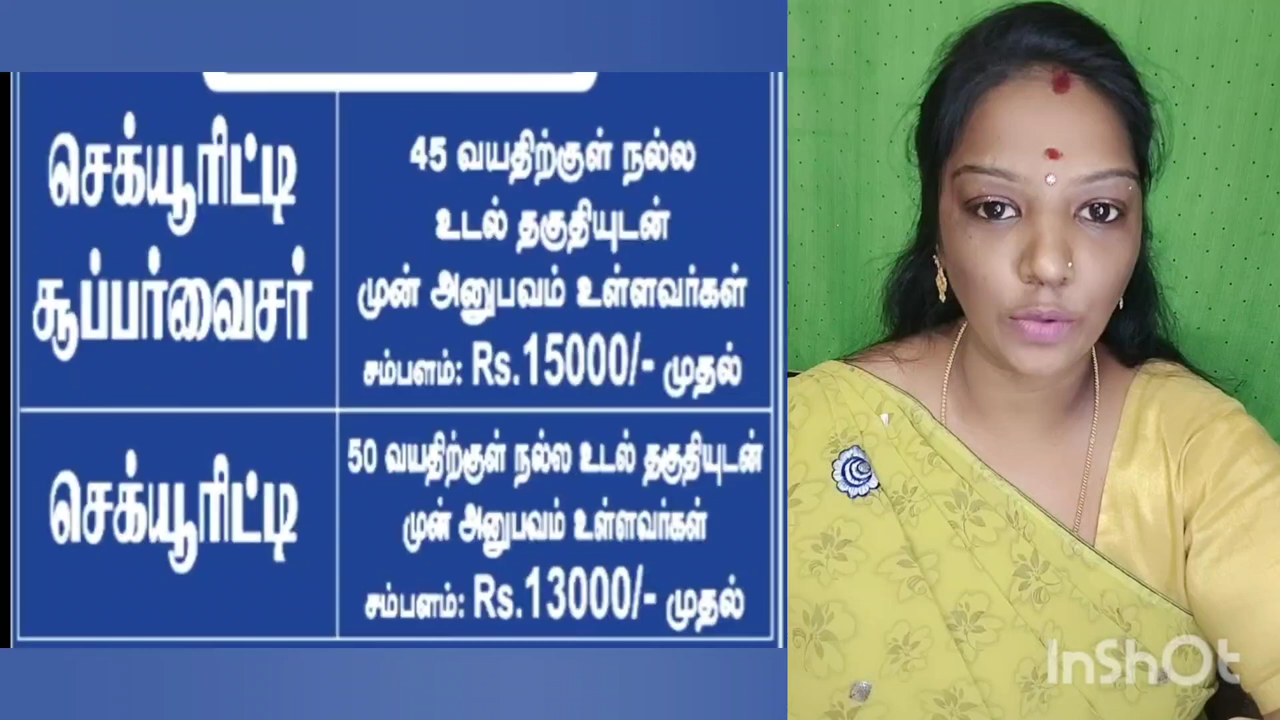 செக்யூரிட்டி
சூப்பர்வைசர்
45 வயதிற்குள் நல்ல
உடல் தகுதியுடன்
முன் அனுபவம் உள்ளவர்கள்
சம்பளம்: Rs.15000/- முதல்
செக்யூரிட்டி
50 வயதிற்குள் நல்ல உடல் தகுதியுடன்
முன் அனுபவம் உள்ளவர்கள்
சம்பளம்: Rs.13000/- முதல்
InShOt